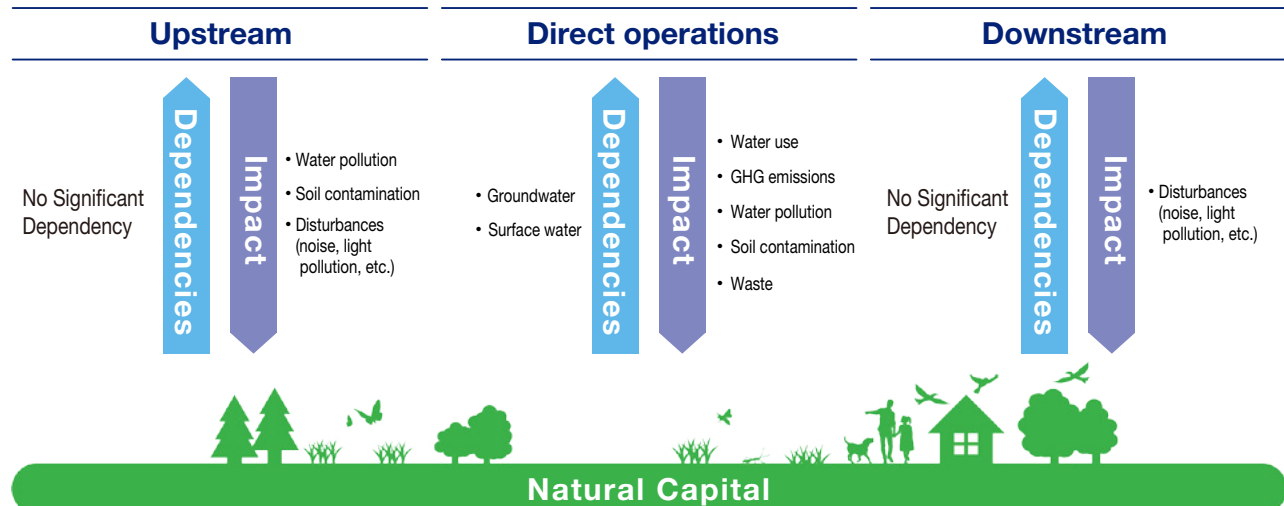 Upstream
Dependencies
Impact
No Significant
Dependency
• Water pollution
• Soil contamination
• Disturbances
(noise, light
pollution, etc.)
Direct operations
Dependencies
Impact
• Groundwater
• Surface water
• Water use
• GHG emissions
• Water pollution
• Soil contamination
• Waste
Downstream
Dependencies
Impact
No Significant
Dependency
• Disturbances
(noise, light
pollution, etc.)
Natural Capital